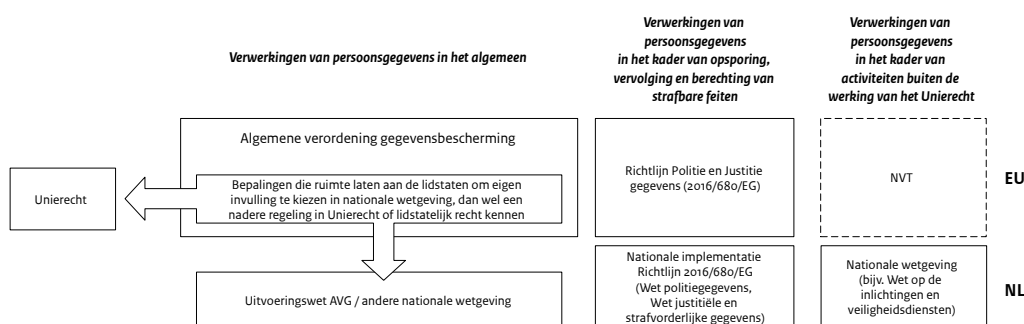 Verwerkingen van persoonsgegevens in het algemeen
Verwerkingen van
persoonsgegevens
in het kader van opsporing,
vervolging en berechting van
strafbare feiten
Verwerkingen van
persoonsgegevens
in het kader van
activiteiten buiten de
werking van het Unierecht
Algemene verordening gegevensbescherming
Unierecht
Bepalingen die ruimte laten aan de lidstaten om eigen
invulling te kiezen in nationale wetgeving, dan wel een
nadere regeling in Unierecht of lidstatelijk recht kennen
Richtlijn Politie en Justitie
gegevens (2016/680/EG)
NVT
EU
Uitvoeringswet AVG / andere nationale wetgeving
Nationale implementatie
Richtlijn 2016/680/EG
(Wet politiegegevens,
Wet justitiële en
strafvorderlijke gegevens)
Nationale wetgeving
(bijv. Wet op de
inlichtingen en
veiligheidsdiensten)
NL